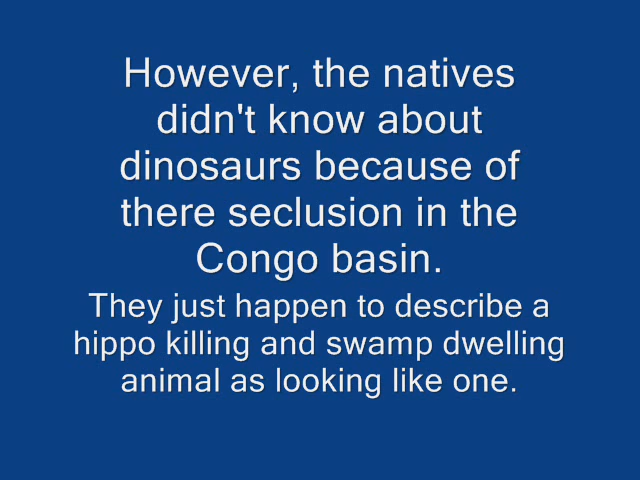 However, the natives
didn't know about
dinosaurs because of
there seclusion in the
Congo basin.
They just happen to describe a
hippo killing and swamp dwelling
animal as looking like one.